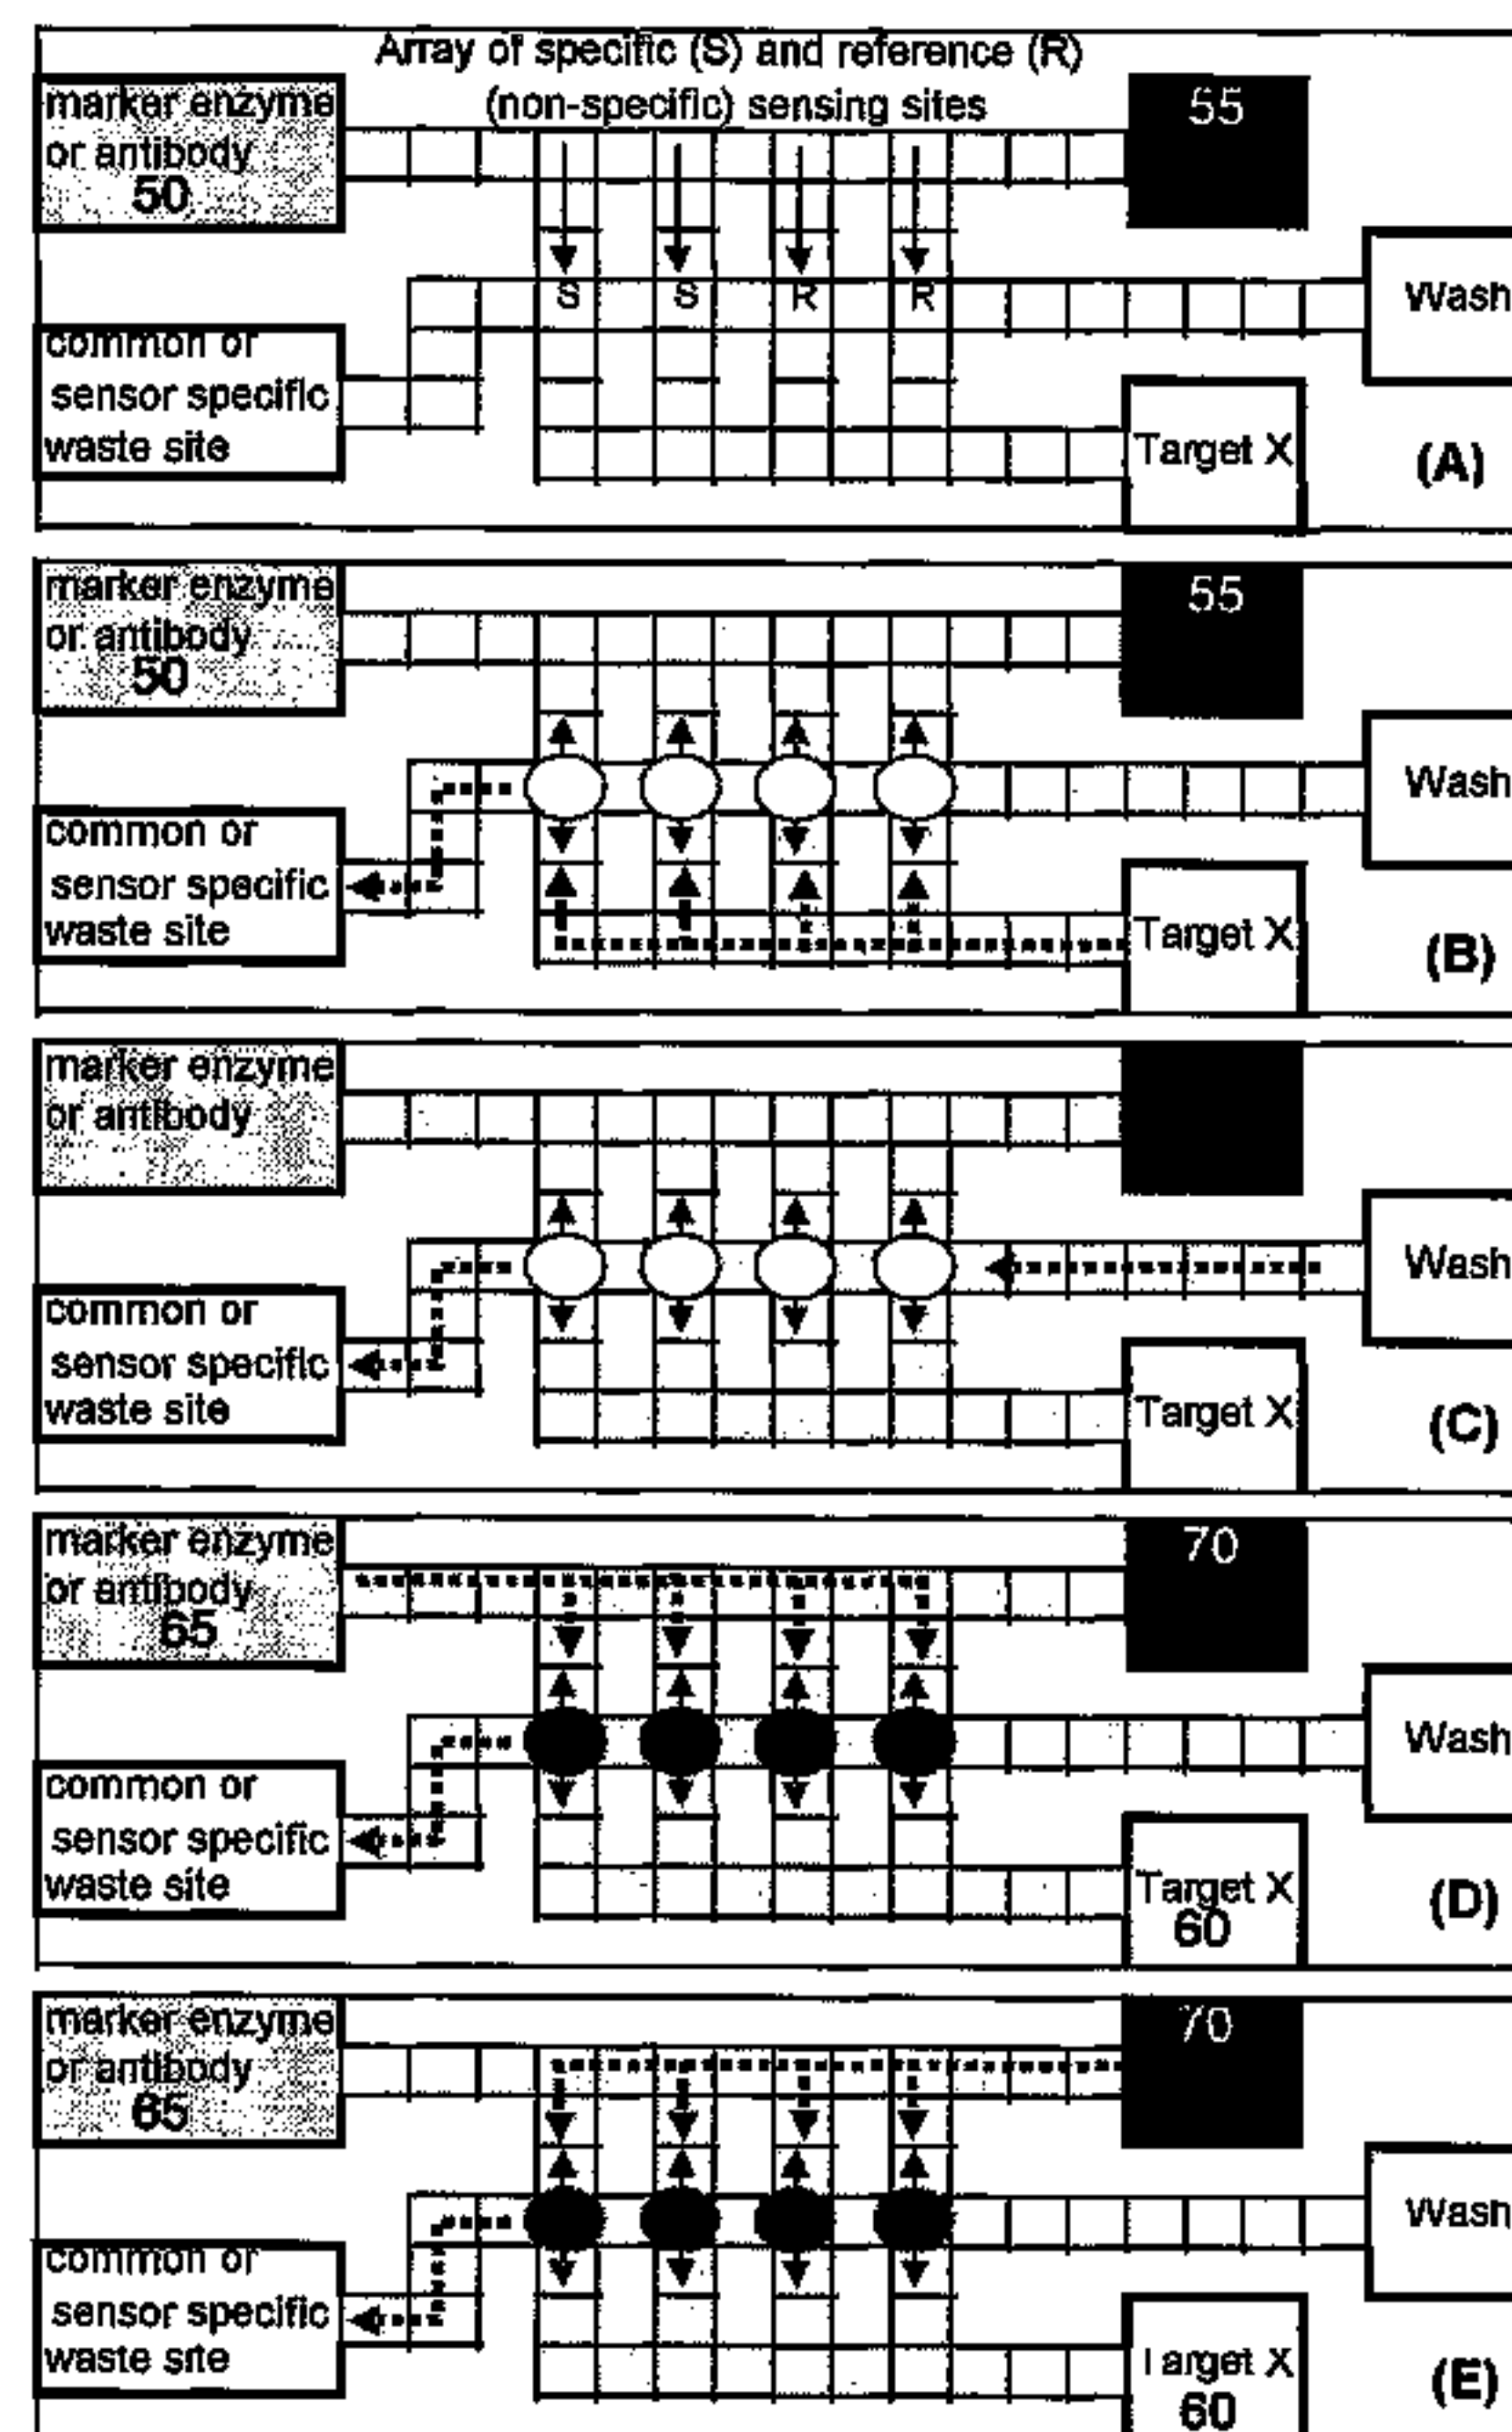 Array of specific (S) and reference (R)
(non-specific) sensing sites
marker enzyme
or antibody
50
55
S S R R
Wash
common or
sensor specific
waste site
Target X
(A)
marker enzyme
or antibody
50
55
Wash
common or
sensor specific
waste site
Target X
(B)
marker enzyme
or antibody
Wash
common or
sensor specific
waste site
Target X
(C)
marker enzyme
or antibody
65
70
Wash
common or
sensor specific
waste site
Target X
60
(D)
marker enzyme
or antibody
65
70
Wash
common or
sensor specific
waste site
Target X
60
(E)